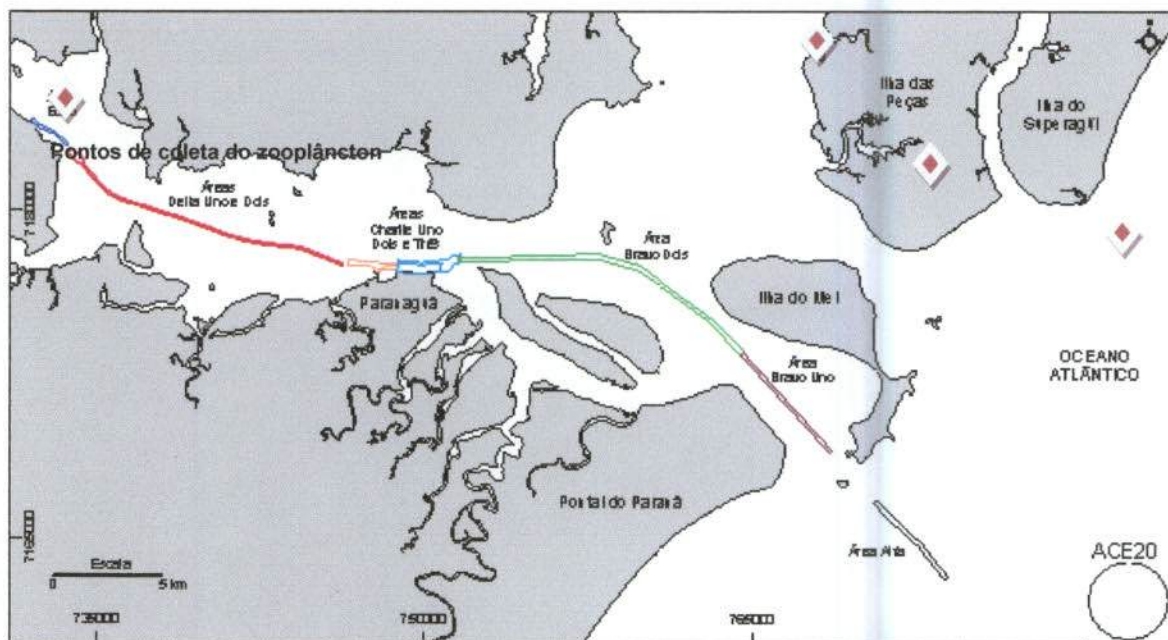 Ilha das
Peças
Ilha do
Superagüi
Pontos de coleta do zooplâncton
Áreas
Delta Uno e Dois
Áreas
Charlie Uno
Dois e Três
Área
Bravo Dois
Paranaguá
Ilha do Mel
Área
Bravo Uno
OCEANO
ATLÂNTICO
Pontal do Paraná
Área Alfa
ACE20
Escala
0 5 km
7165000
735000
750000
765000